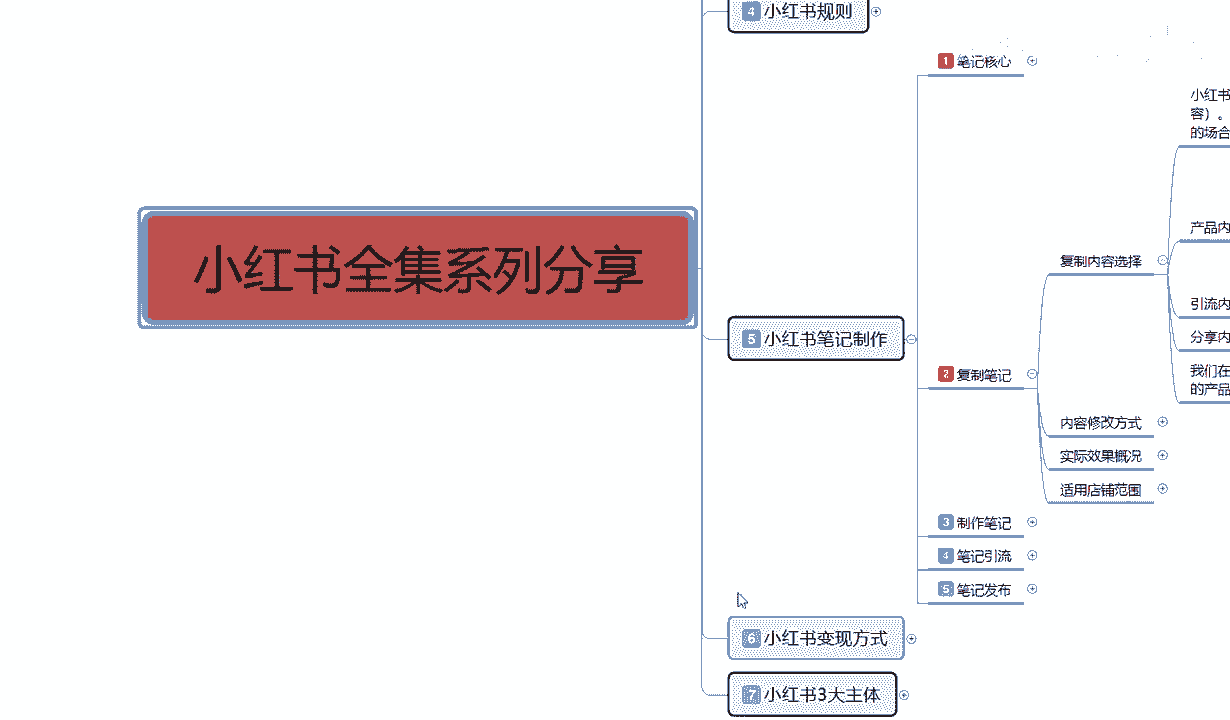 4 小红书规则
1 笔记核心
小红书
容）。
的场合
产品内
复制内容选择
引流内
分享内
小红书全集系列分享
5 小红书笔记制作
2 复制笔记
我们在
的产品
内容修改方式
实际效果概况
适用店铺范围
3 制作笔记
4 笔记引流
5 笔记发布
6 小红书变现方式
7 小红书3大主体